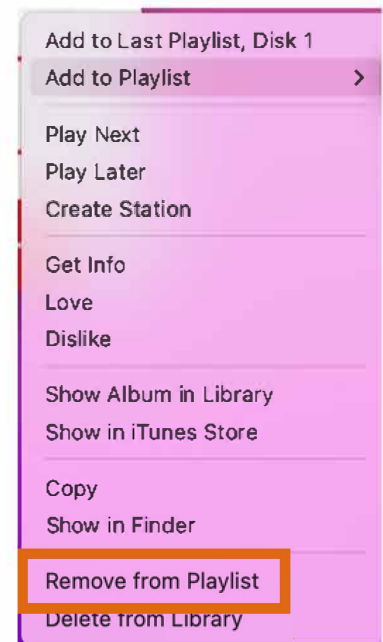 Add to Last Playlist, Disk 1
Add to Playlist
Play Next
Play Later
Create Station
Get Info
Love
Dislike
Show Album in Library
Show in iTunes Store
Copy
Show in Finder
Remove from Playlist
Delete from Library